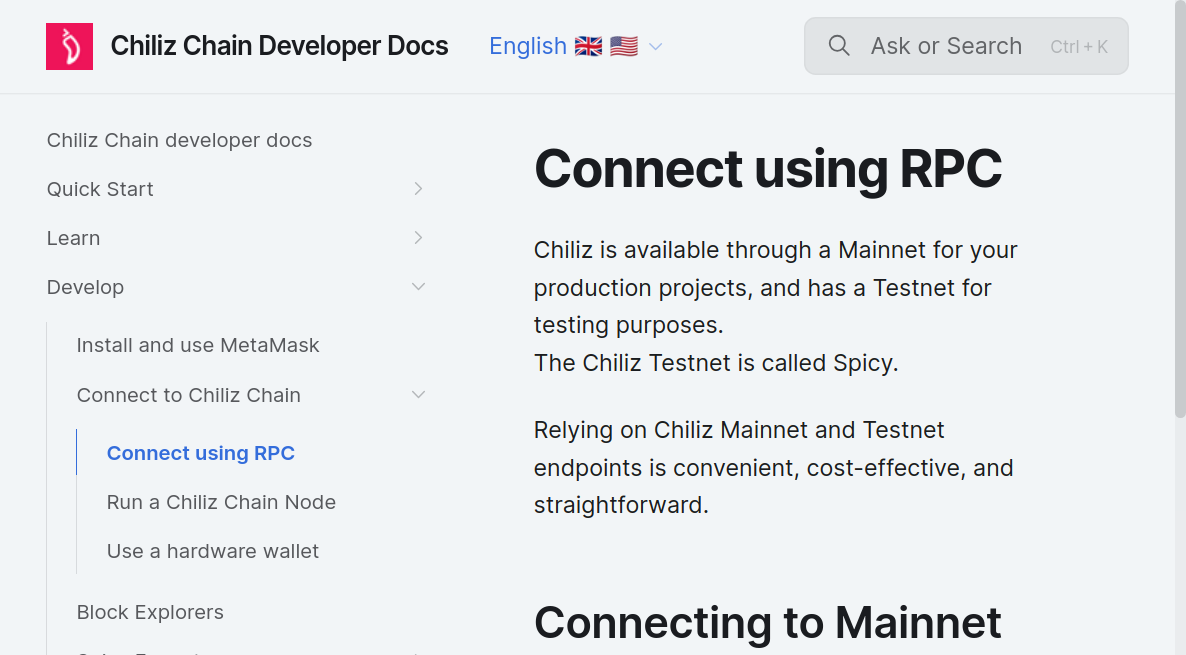 Chiliz Chain Developer Docs
English 🇬🇧 🇺🇸
Ask or Search Ctrl + K
Chiliz Chain developer docs
Quick Start
Learn
Develop
Install and use MetaMask
Connect to Chiliz Chain
Connect using RPC
Run a Chiliz Chain Node
Use a hardware wallet
Block Explorers
Connect using RPC
Chiliz is available through a Mainnet for your
production projects, and has a Testnet for
testing purposes.
The Chiliz Testnet is called Spicy.
Relying on Chiliz Mainnet and Testnet
endpoints is convenient, cost-effective, and
straightforward.
Connecting to Mainnet